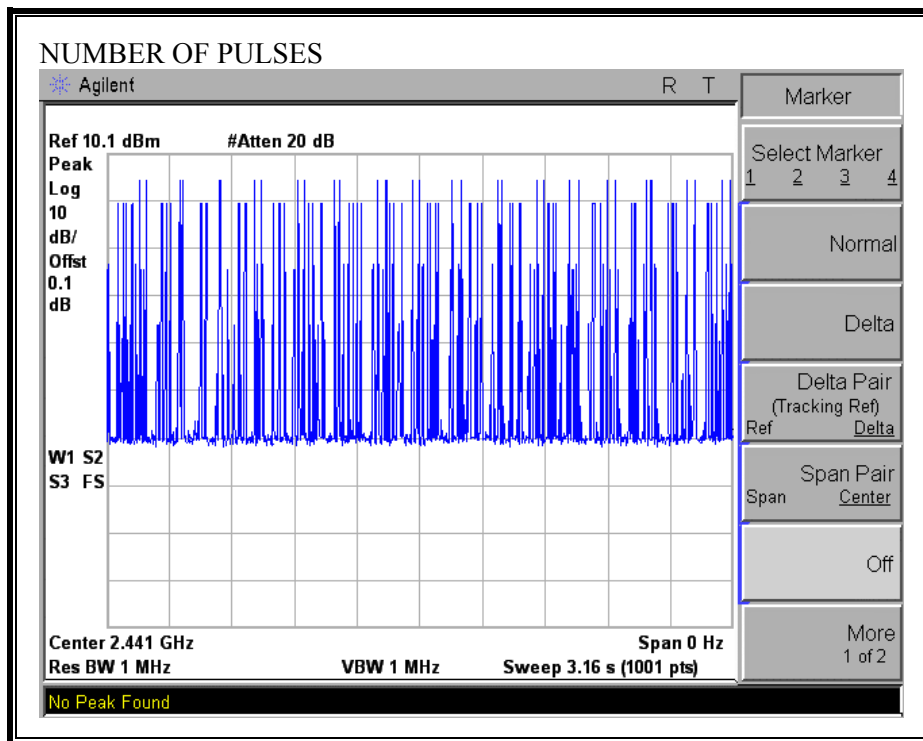 NUMBER OF PULSES
Agilent R T
Ref 10.1 dBm #Atten 20 dB
Peak
Log
10
dB/
Offst
0.1
dB
W1 S2
S3 FS
Center 2.441 GHz Span 0 Hz
Res BW 1 MHz VBW 1 MHz Sweep 3.16 s (1001 pts)
No Peak Found
Marker
Select Marker
1 2 3 4
Normal
Delta
Delta Pair
(Tracking Ref)
Ref Delta
Span Pair
Span Center
Off
More
1 of 2